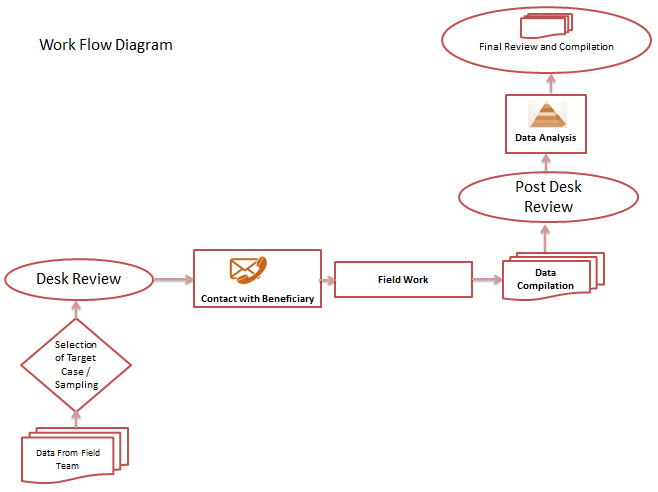 Work Flow Diagram
Final Review and Compilation
Data Analysis
Post Desk
Review
Desk Review
Contact with Beneficiary
Field Work
Data
Compilation
Selection
of Target
Case /
Sampling
Data From Field
Team